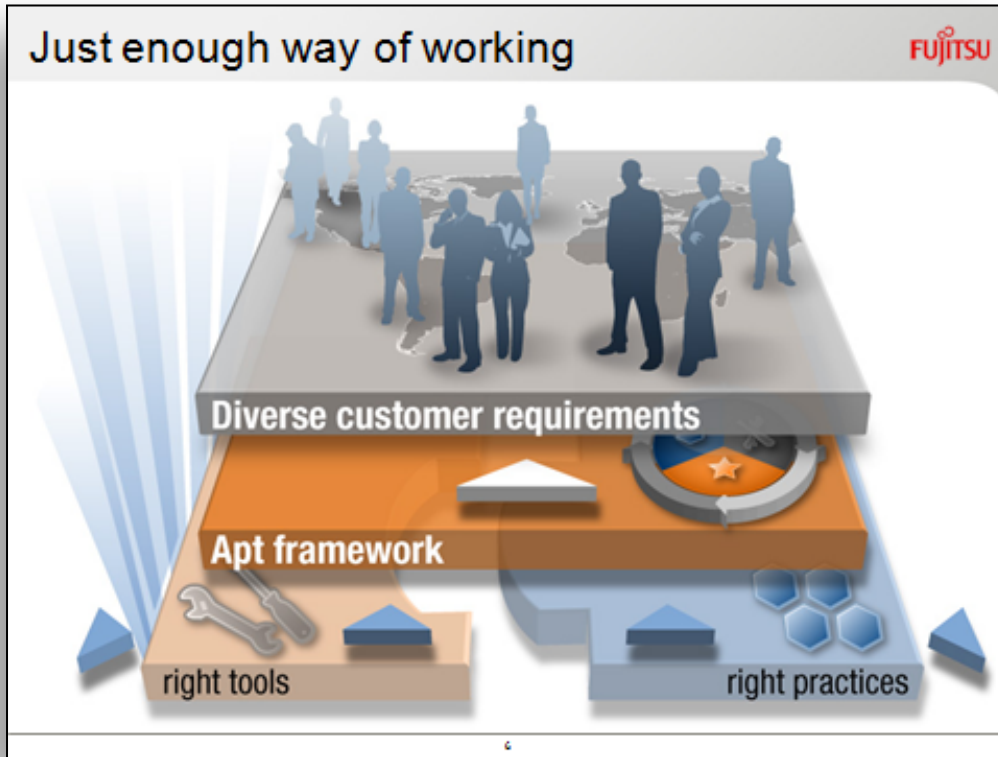 Just enough way of working
FUJITSU
Diverse customer requirements
Apt framework
right tools
right practices